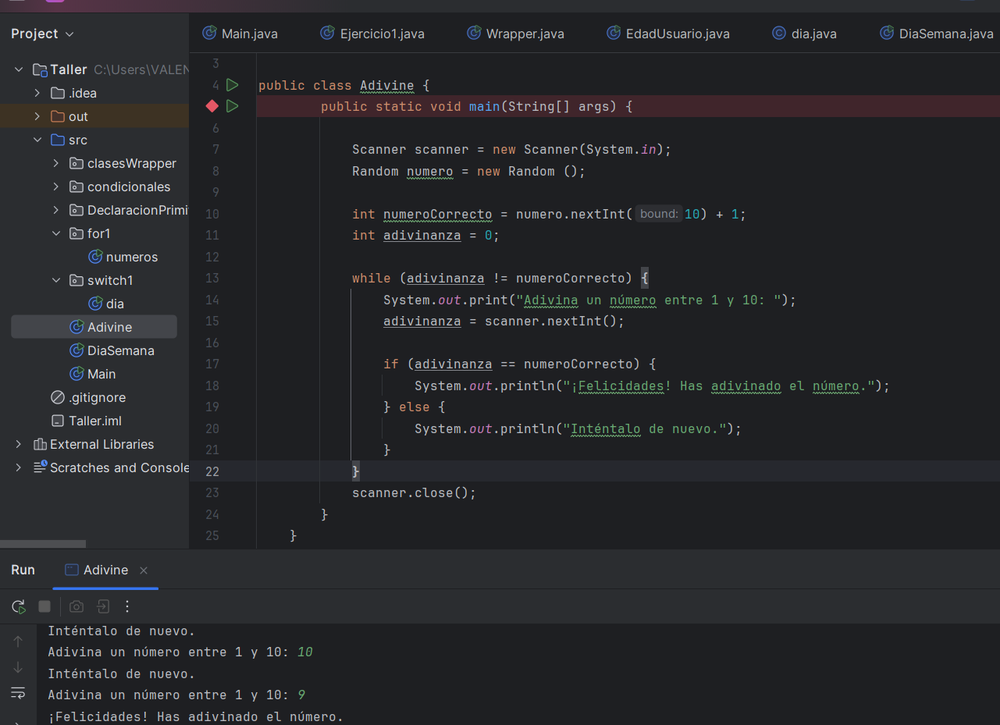 Project
Main.java Ejercicio1.java Wrapper.java EdadUsuario.java dia.java DiaSemana.java
Taller C:\Users\VALEN
.idea
out
src
clasesWrapper
condicionales
DeclaracionPrimi
for1
numeros
switch1
dia
Adivine
DiaSemana
Main
.gitignore
Taller.iml
External Libraries
Scratches and Console
3
4 public class Adivine {
public static void main(String[] args) {
6
7 Scanner scanner = new Scanner(System.in);
8 Random numero = new Random ();
9
10 int numeroCorrecto = numero.nextInt( bound: 10) + 1;
11 int adivinanza = 0;
12
13 while (adivinanza != numeroCorrecto) {
14 System.out.print("Adivina un número entre 1 y 10: ");
15 adivinanza = scanner.nextInt();
16
17 if (adivinanza == numeroCorrecto) {
18 System.out.println("¡Felicidades! Has adivinado el número.");
19 } else {
20 System.out.println("Inténtalo de nuevo.");
21 }
22 }
23 scanner.close();
24 }
25 }
Run Adivine
Inténtalo de nuevo.
Adivina un número entre 1 y 10: 10
Inténtalo de nuevo.
Adivina un número entre 1 y 10: 9
¡Felicidades! Has adivinado el número.